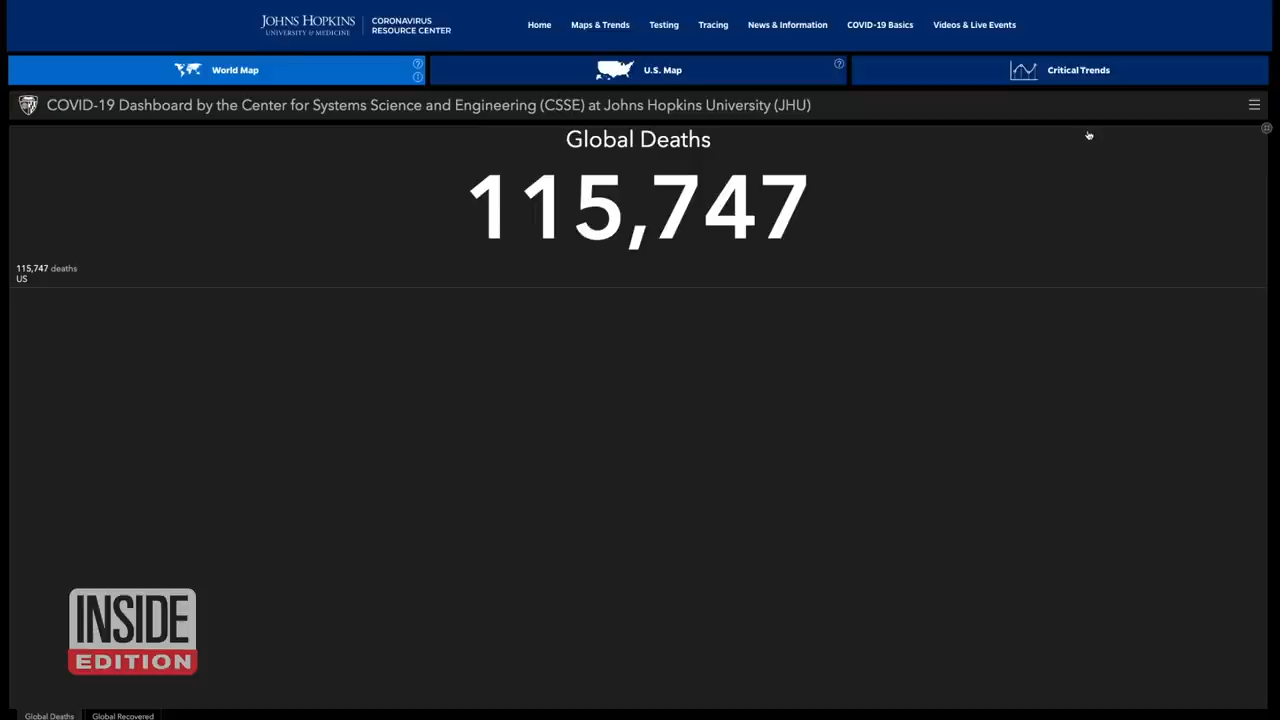 JOHNS HOPKINS
UNIVERSITY & MEDICINE
CORONAVIRUS
RESOURCE CENTER
Home
Maps & Trends
Testing
Tracing
News & Information
COVID-19 Basics
Videos & Live Events
World Map
U.S. Map
Critical Trends
COVID-19 Dashboard by the Center for Systems Science and Engineering (CSSE) at Johns Hopkins University (JHU)
Global Deaths
115,747
115,747 deaths
US
INSIDE
EDITION
Global Deaths
Global Recovered